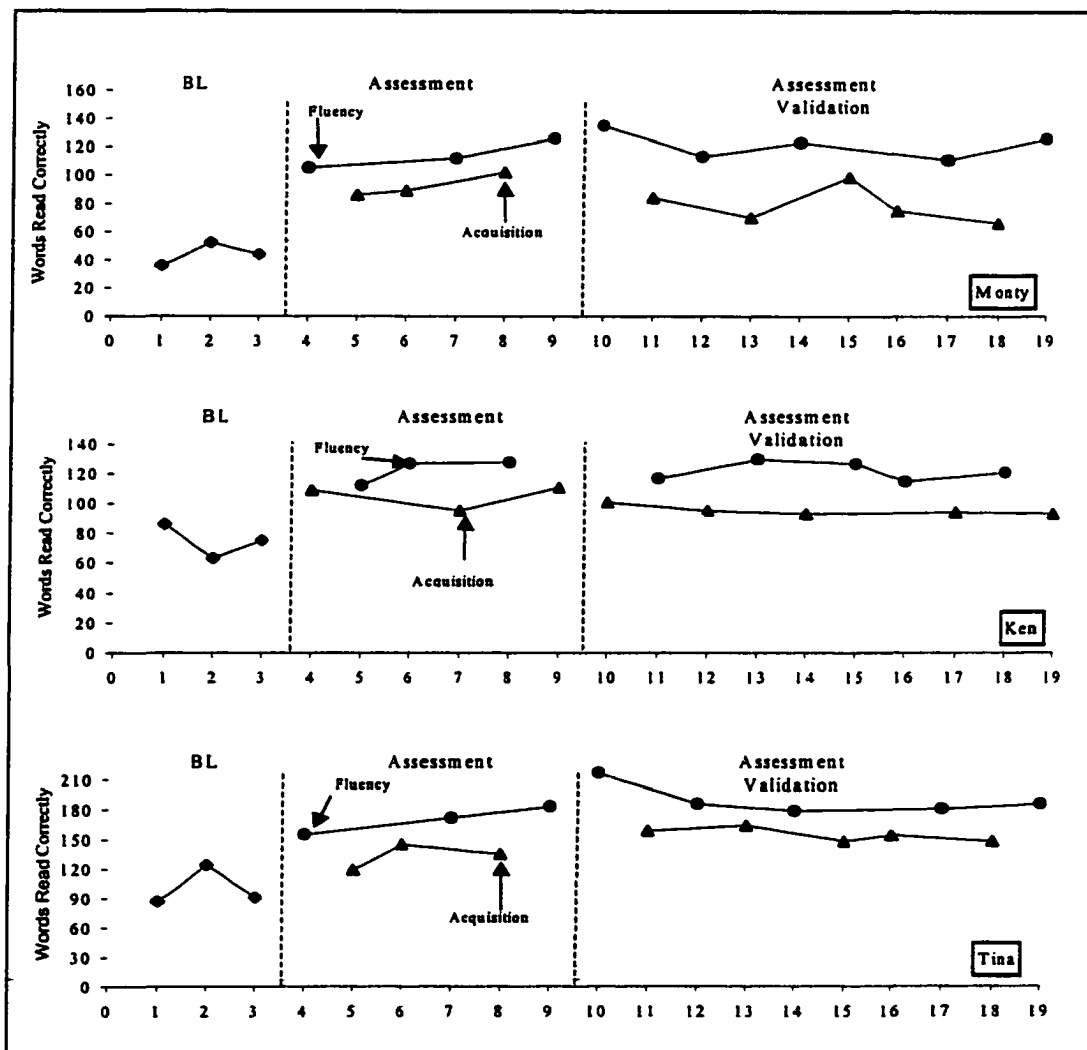 BL Assessment Assessment
Validation
160
140
120
100
80
60
40
20
0
Words Read Correctly
Fluency
Acquisition
Monty
0 1 2 3 4 5 6 7 8 9 10 11 12 13 14 15 16 17 18 19
BL Assessment Assessment
Validation
140
120
100
80
60
40
20
0
Words Read Correctly
Fluency
Acquisition
Ken
0 1 2 3 4 5 6 7 8 9 10 11 12 13 14 15 16 17 18 19
BL Assessment Assessment
Validation
210
180
150
120
90
60
30
0
Words Read Correctly
Fluency
Acquisition
Tina
0 1 2 3 4 5 6 7 8 9 10 11 12 13 14 15 16 17 18 19